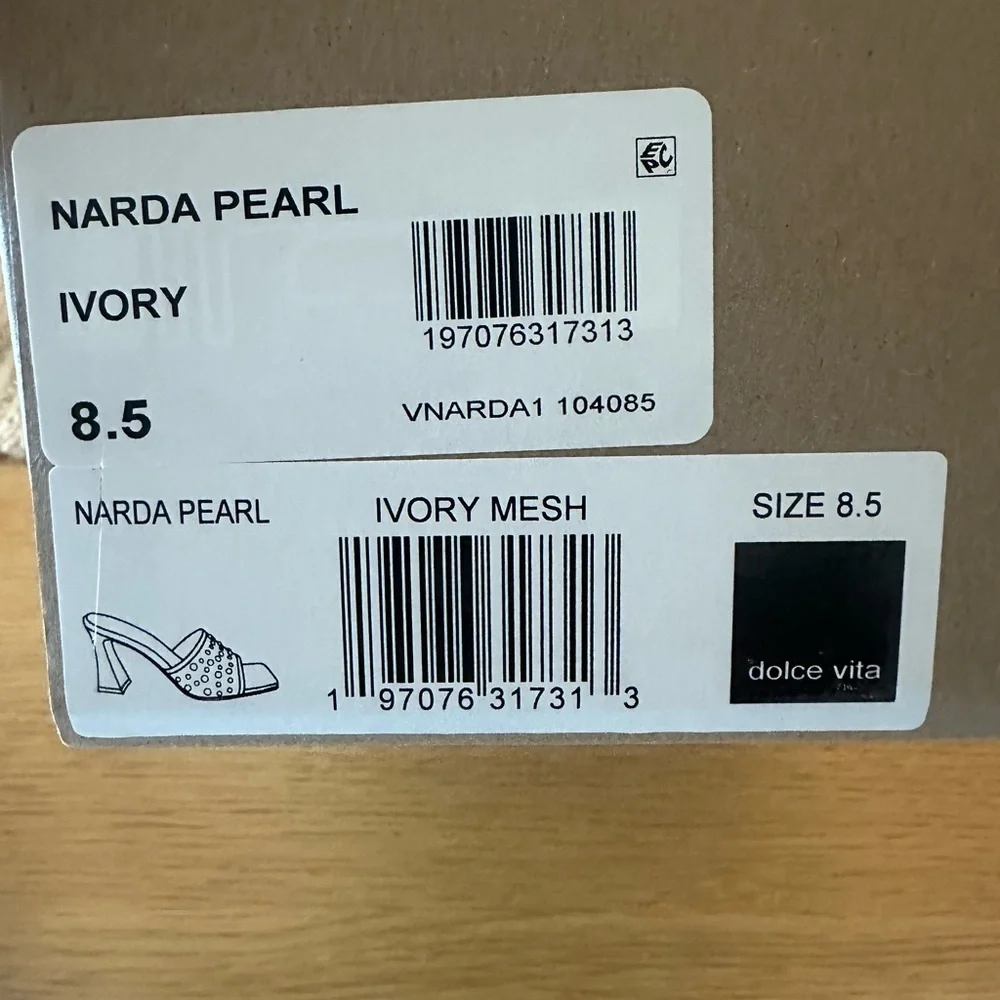 EPC
NARDA PEARL
IVORY
197076317313
8.5
VNARDA1 104085
NARDA PEARL
IVORY MESH
SIZE 8.5
1 97076 31731 3
dolce vita